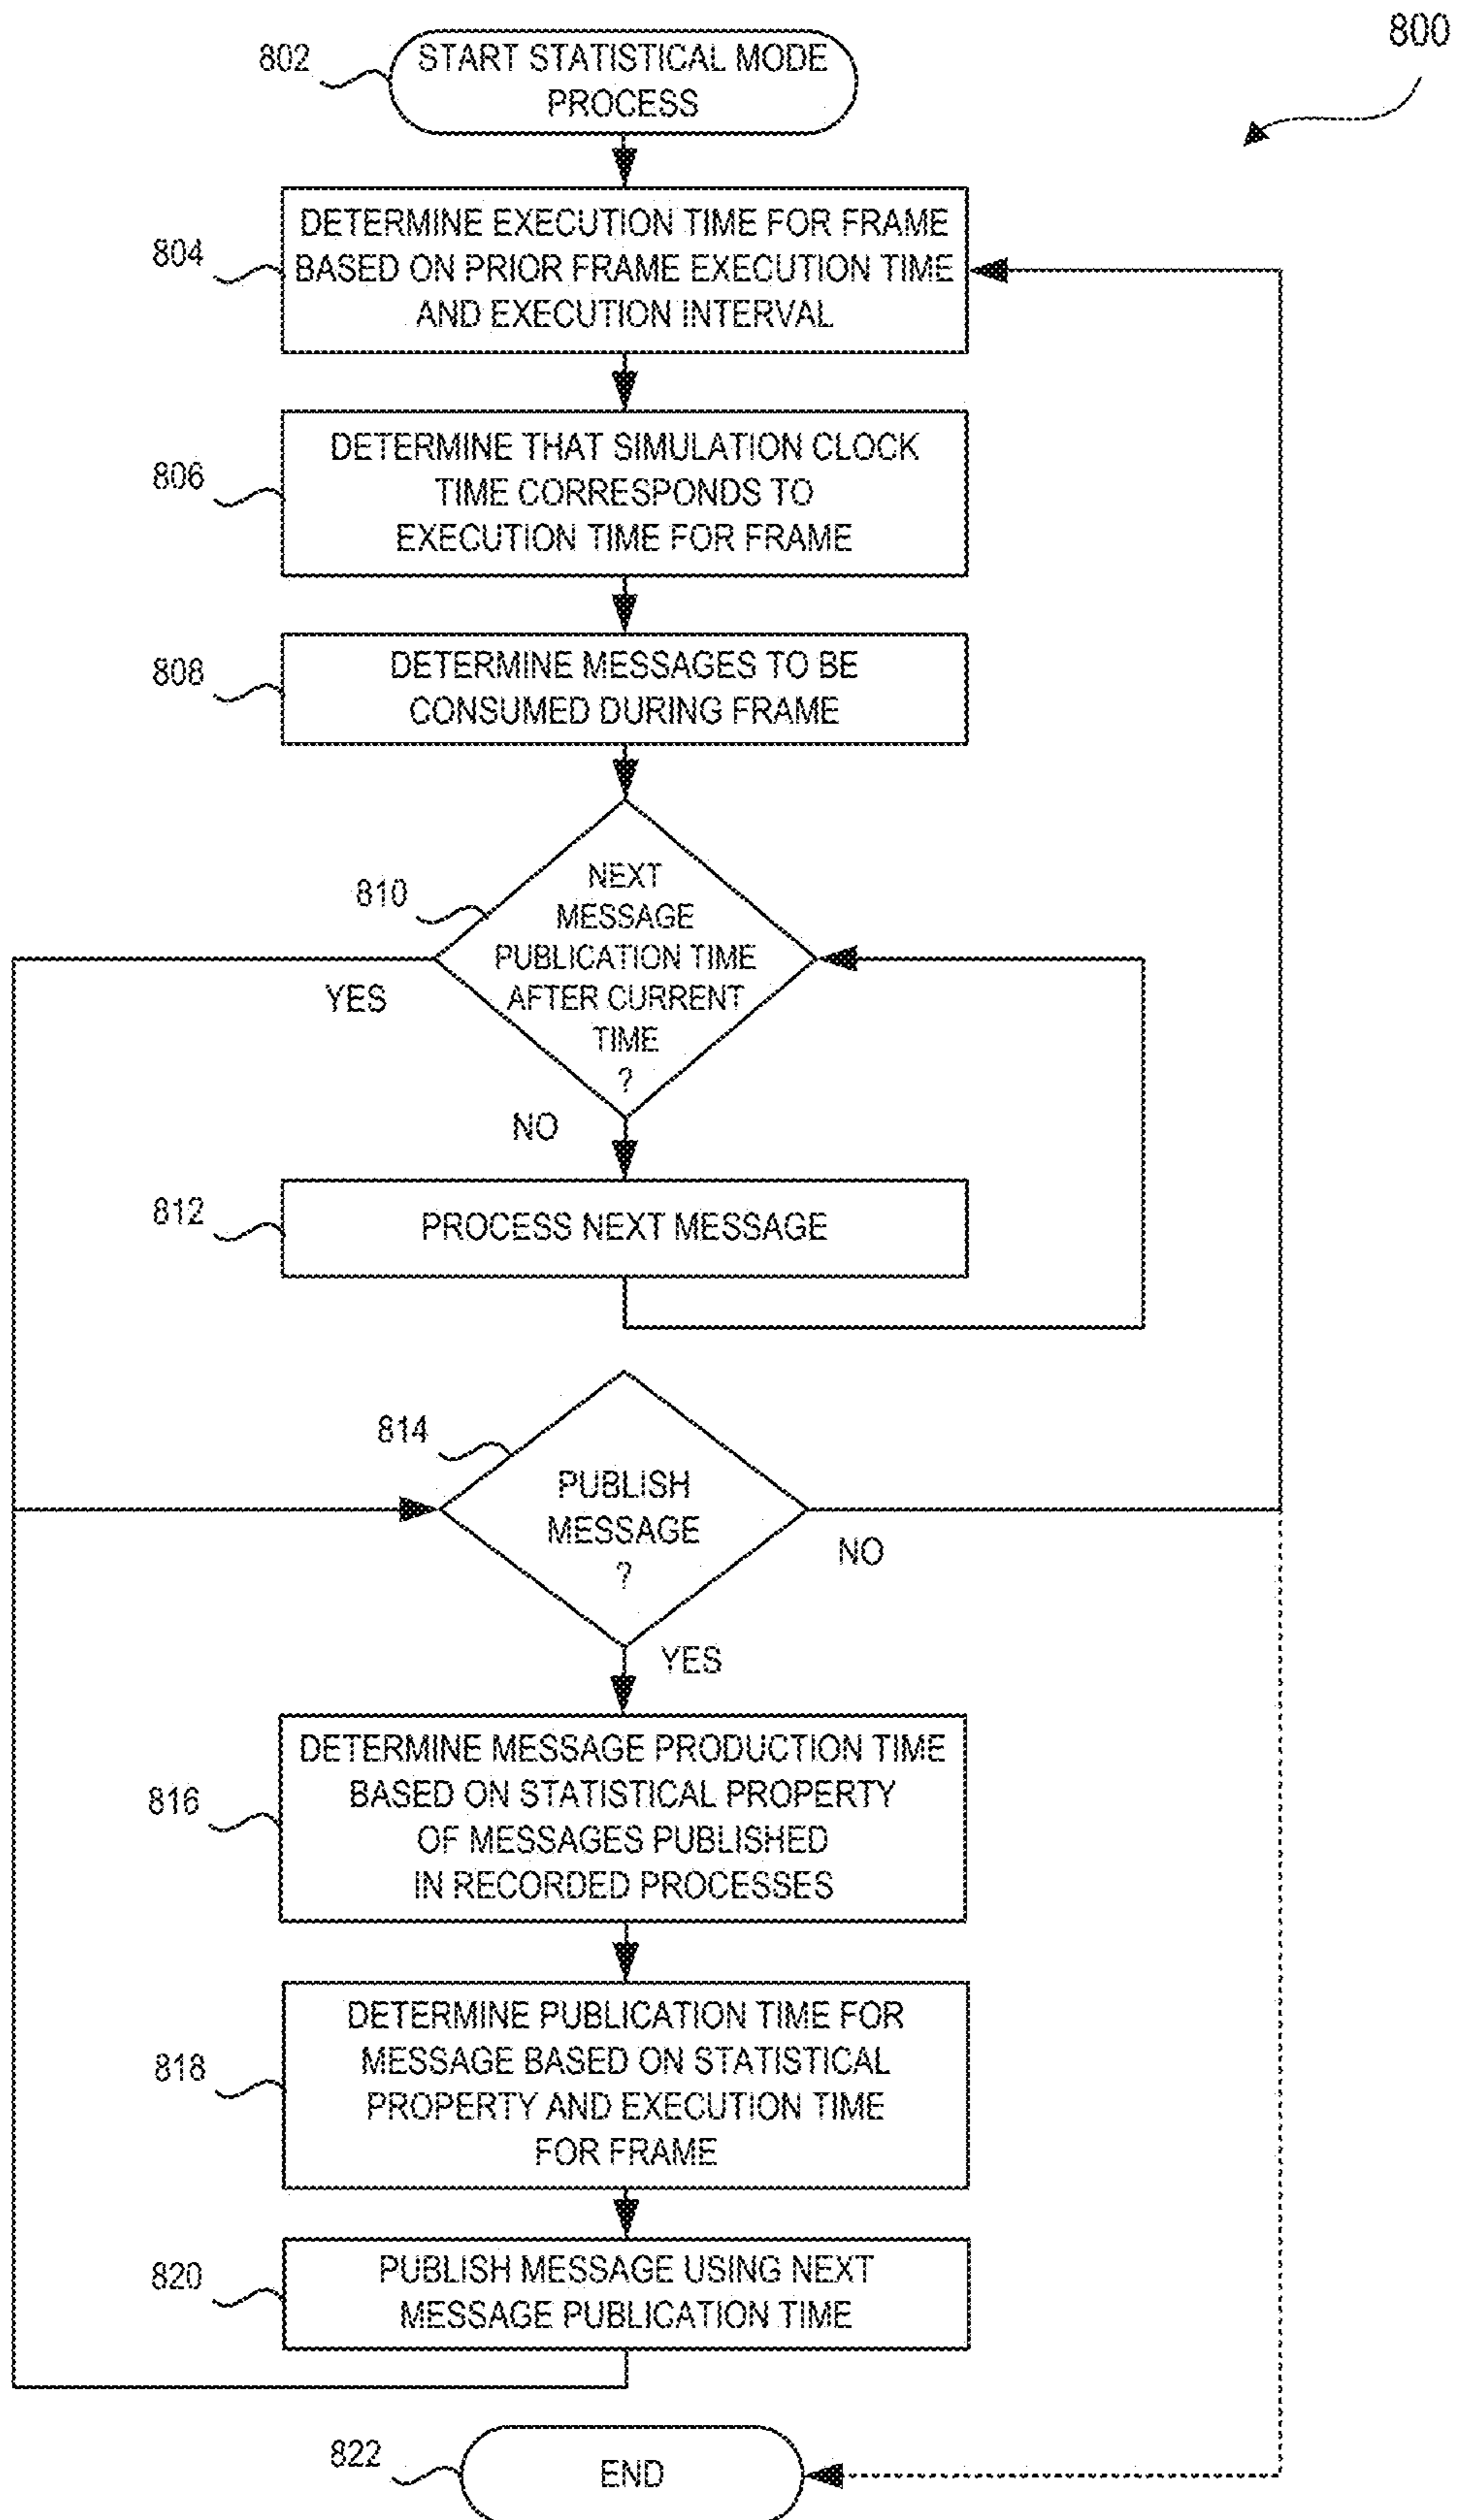 800
802
START STATISTICAL MODE
PROCESS
804
DETERMINE EXECUTION TIME FOR FRAME
BASED ON PRIOR FRAME EXECUTION TIME
AND EXECUTION INTERVAL
806
DETERMINE THAT SIMULATION CLOCK
TIME CORRESPONDS TO
EXECUTION TIME FOR FRAME
808
DETERMINE MESSAGES TO BE
CONSUMED DURING FRAME
810
NEXT
MESSAGE
PUBLICATION TIME
AFTER CURRENT
TIME
?
YES
NO
812
PROCESS NEXT MESSAGE
814
PUBLISH
MESSAGE
?
NO
YES
816
DETERMINE MESSAGE PRODUCTION TIME
BASED ON STATISTICAL PROPERTY
OF MESSAGES PUBLISHED
IN RECORDED PROCESSES
818
DETERMINE PUBLICATION TIME FOR
MESSAGE BASED ON STATISTICAL
PROPERTY AND EXECUTION TIME
FOR FRAME
820
PUBLISH MESSAGE USING NEXT
MESSAGE PUBLICATION TIME
822
END